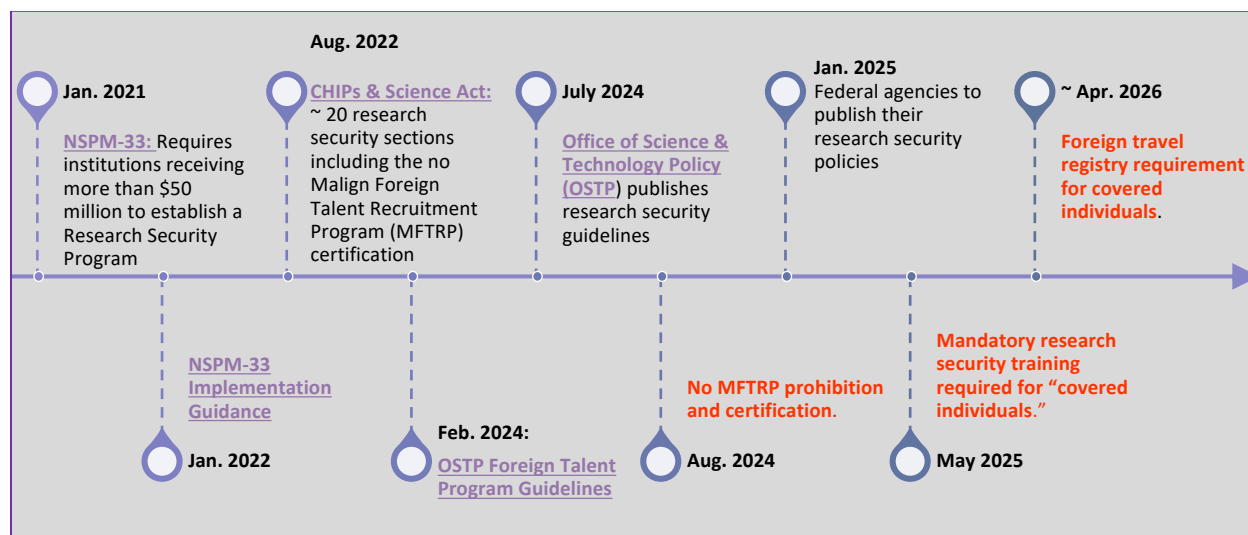 Jan. 2021
NSPM-33: Requires
institutions receiving
more than $50
million to establish a
Research Security
Program
NSPM-33
Implementation
Guidance
Jan. 2022
Aug. 2022
CHIPs & Science Act:
~ 20 research
security sections
including the no
Malign Foreign
Talent Recruitment
Program (MFTRP)
certification
Feb. 2024:
OSTP Foreign Talent
Program Guidelines
July 2024
Office of Science &
Technology Policy
(OSTP) publishes
research security
guidelines
No MFTRP prohibition
and certification.
Aug. 2024
Jan. 2025
Federal agencies to
publish their
research security
policies
Mandatory research
security training
required for “covered
individuals.”
May 2025
~ Apr. 2026
Foreign travel
registry requirement
for covered
individuals.